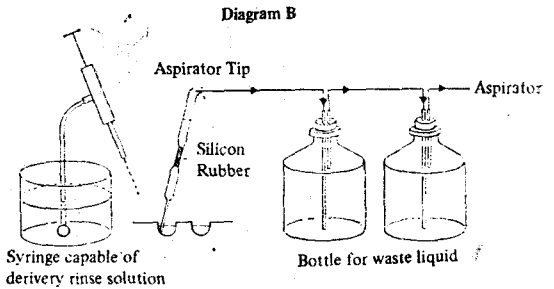 Diagram B
Aspirator Tip
Aspirator
Silicon
Rubber
Syringe capable of
derivery rinse solution
Bottle for waste liquid